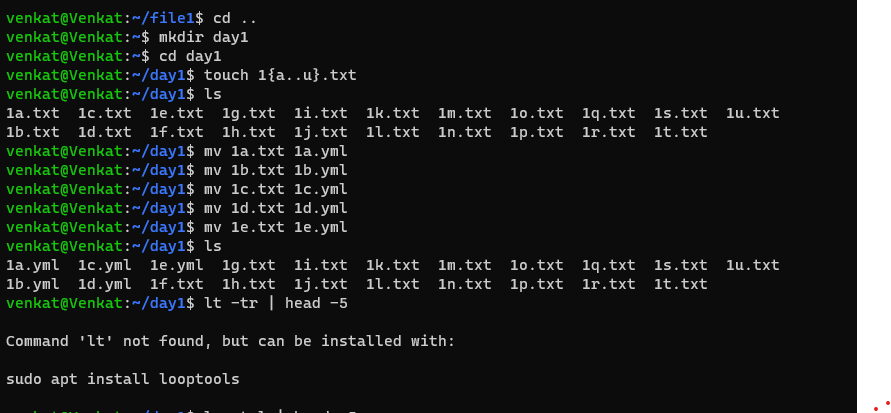 venkat@Venkat:~/file1$ cd ..
venkat@Venkat:~$ mkdir day1
venkat@Venkat:~$ cd day1
venkat@Venkat:~/day1$ touch 1{a..u}.txt
venkat@Venkat:~/day1$ ls
1a.txt  1c.txt  1e.txt  1g.txt  1i.txt  1k.txt  1m.txt  1o.txt  1q.txt  1s.txt  1u.txt
1b.txt  1d.txt  1f.txt  1h.txt  1j.txt  1l.txt  1n.txt  1p.txt  1r.txt  1t.txt
venkat@Venkat:~/day1$ mv 1a.txt 1a.yml
venkat@Venkat:~/day1$ mv 1b.txt 1b.yml
venkat@Venkat:~/day1$ mv 1c.txt 1c.yml
venkat@Venkat:~/day1$ mv 1d.txt 1d.yml
venkat@Venkat:~/day1$ mv 1e.txt 1e.yml
venkat@Venkat:~/day1$ ls
1a.yml  1c.yml  1e.yml  1g.txt  1i.txt  1k.txt  1m.txt  1o.txt  1q.txt  1s.txt  1u.txt
1b.yml  1d.yml  1f.txt  1h.txt  1j.txt  1l.txt  1n.txt  1p.txt  1r.txt  1t.txt
venkat@Venkat:~/day1$ lt -tr | head -5
Command 'lt' not found, but can be installed with:
sudo apt install looptools